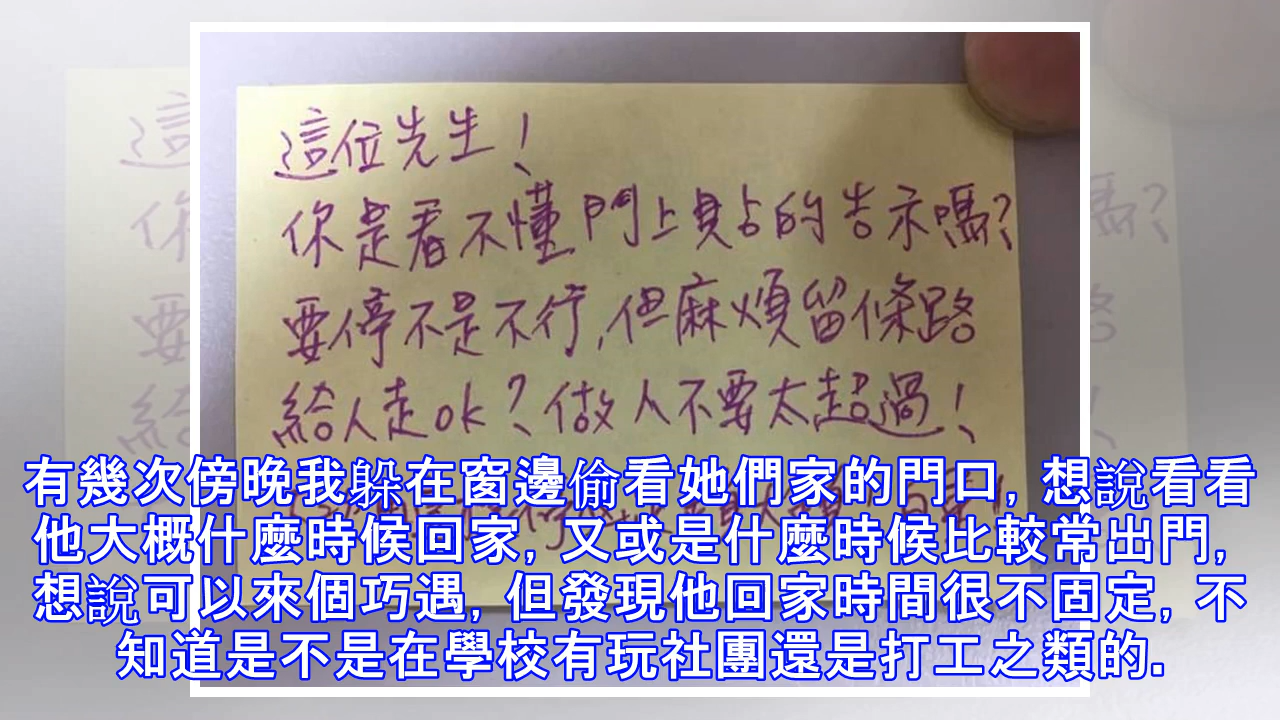 這位先生!
你是看不懂門上貼的告示嗎?
要停不是不行,但麻煩留條路
給人走ok?做人不要太超過!
有幾次傍晚我躲在窗邊偷看她們家的門口, 想說看看
他大概什麼時候回家, 又或是什麼時候比較常出門,
想說可以來個巧遇, 但發現他回家時間很不固定, 不
知道是不是在學校有玩社團還是打工之類的.